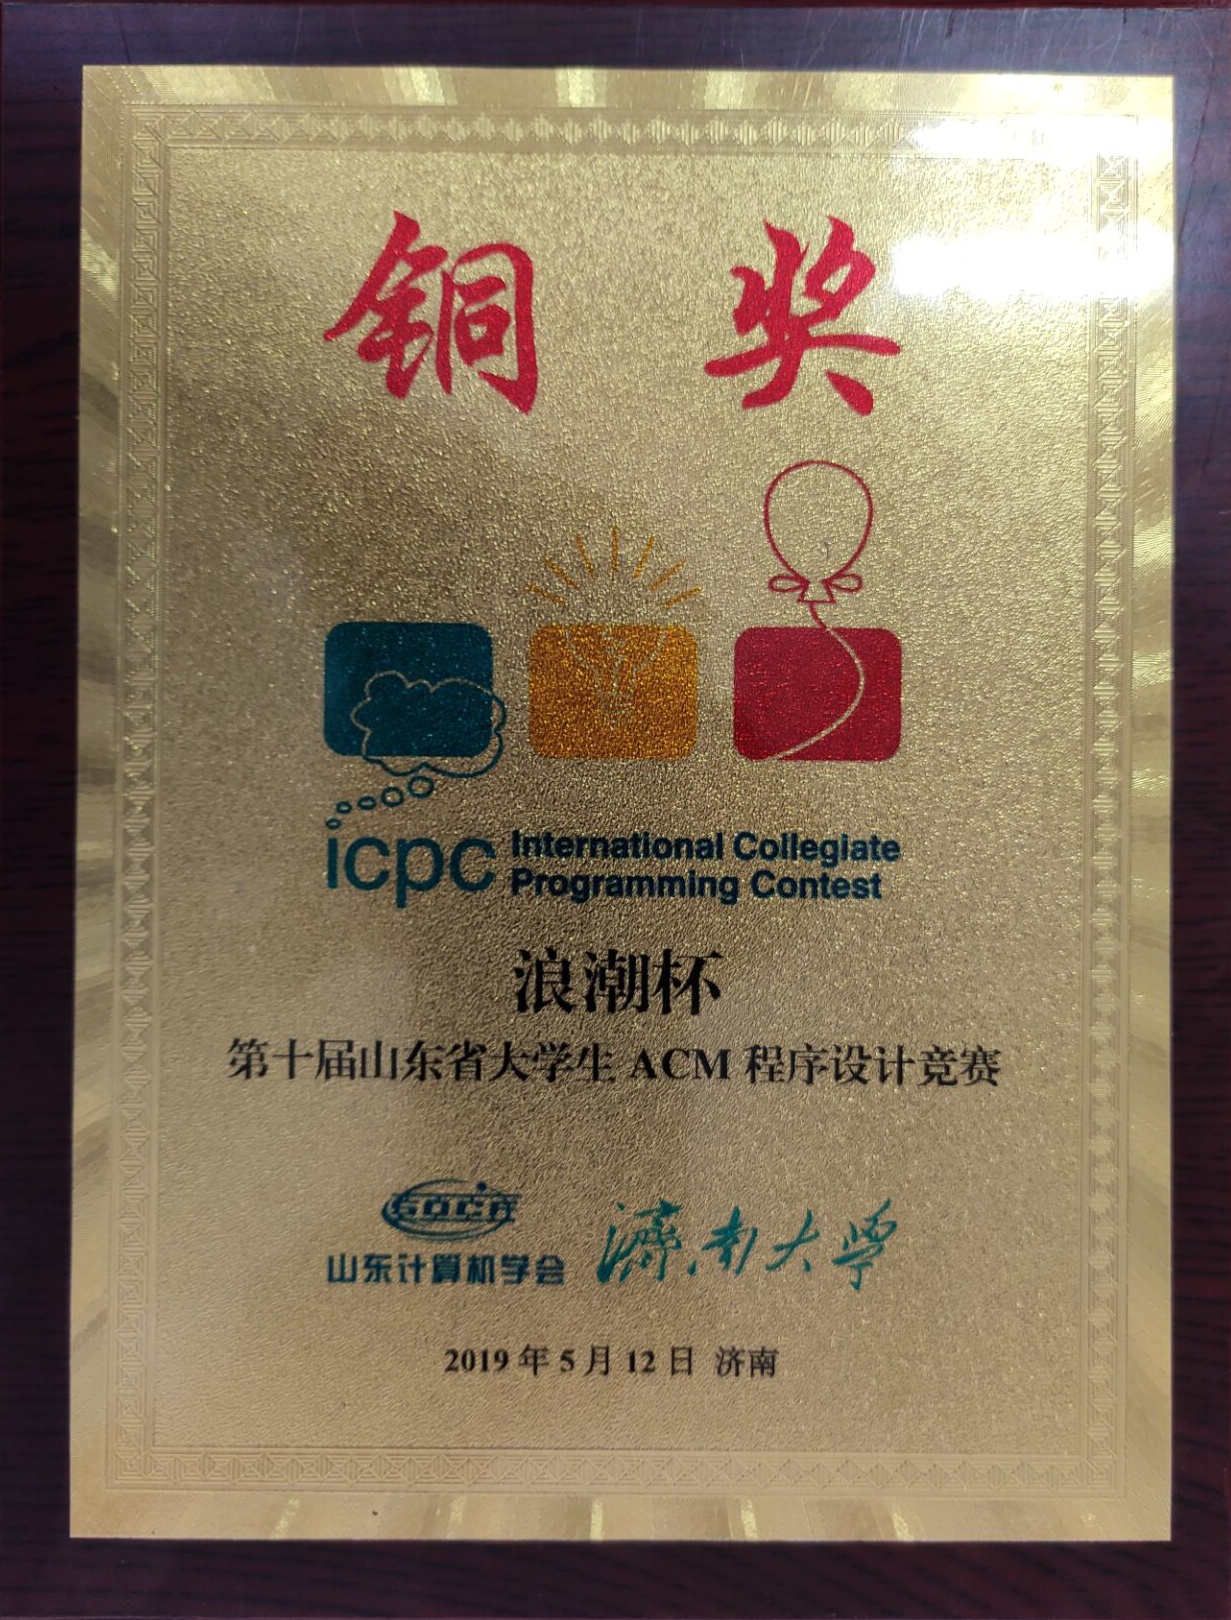 铜奖
icpc International Collegiate
Programming Contest
浪潮杯
第十届山东省大学生 ACM 程序设计竞赛
山东计算机学会 濟南大学
2019 年 5 月 12 日 济南